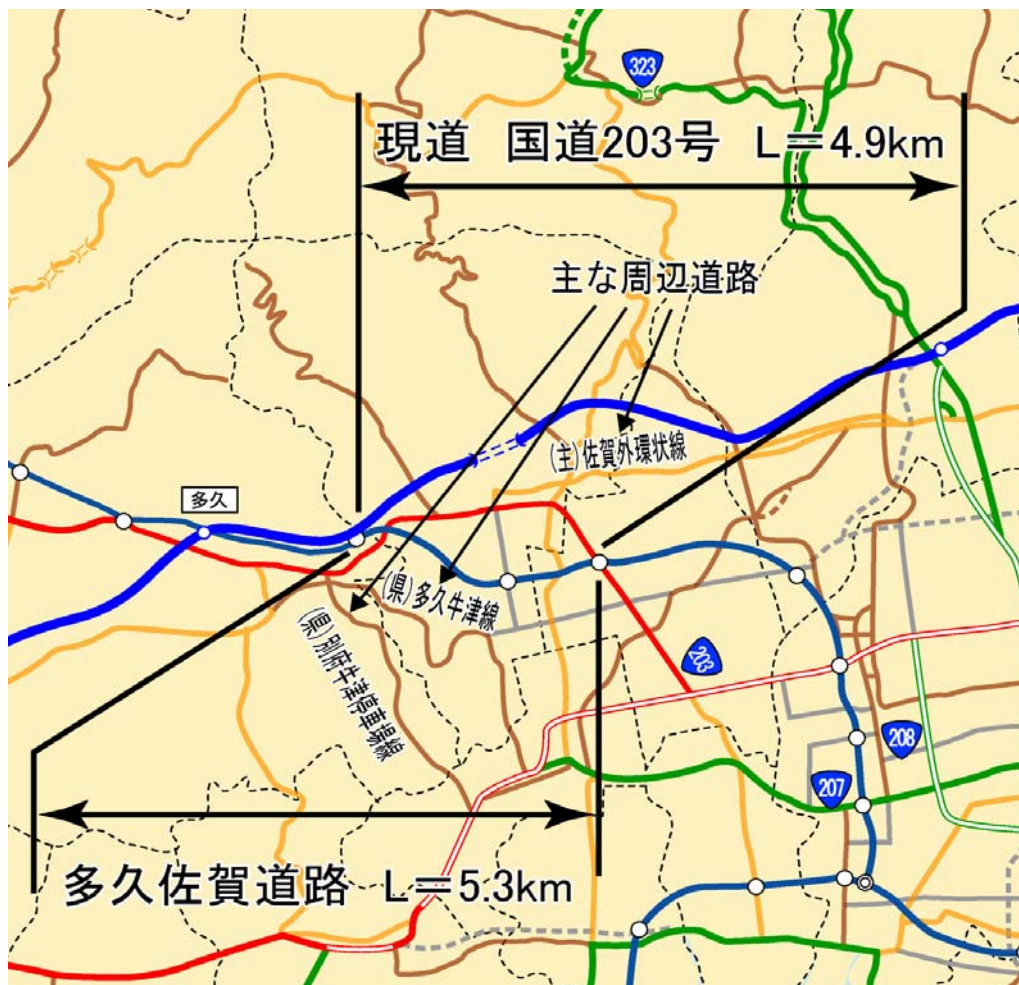 323
現道 国道203号 L=4.9km
主な周辺道路
(主)佐賀外環状線
多久
(県)多久牛津線
(県)別府牛津停車場線
203
208
207
多久佐賀道路 L=5.3km